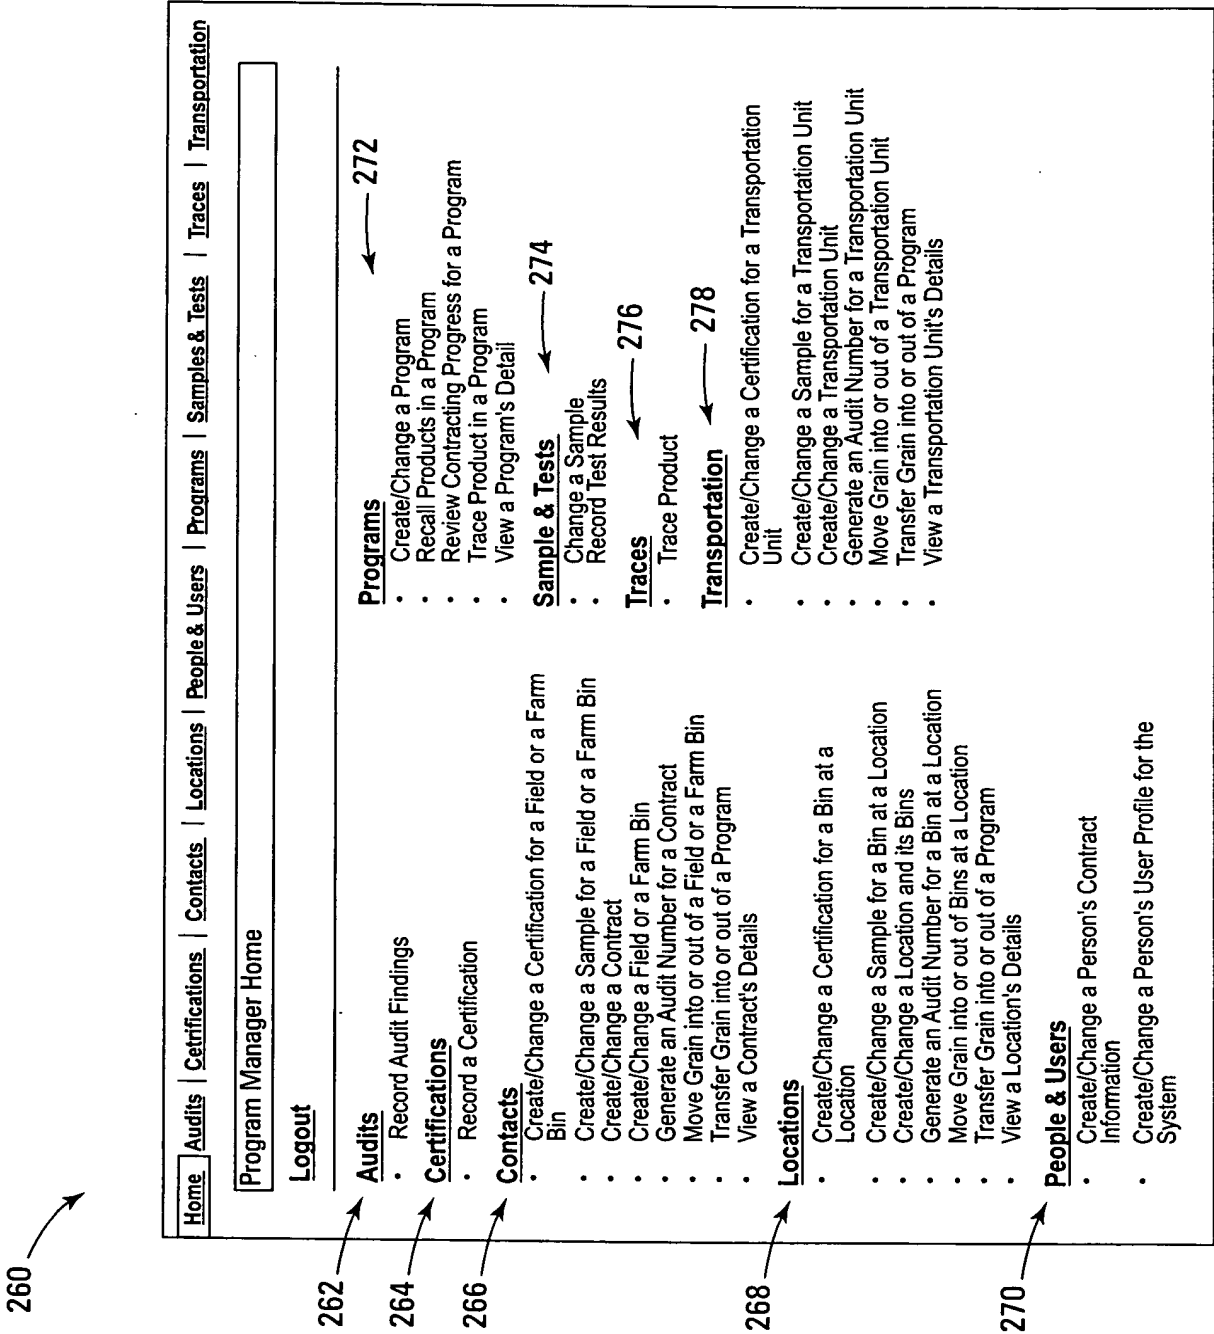 260
Home | Audits | Cetrifications | Contacts | Locations | People & Users | Programs | Samples & Tests | Traces | Transportation
Program Manager Home
Logout
262
Audits
• Record Audit Findings
264
Certifications
• Record a Certification
266
Contacts
• Create/Change a Certification for a Field or a Farm
Bin
• Create/Change a Sample for a Field or a Farm Bin
• Create/Change a Contract
• Create/Change a Field or a Farm Bin
• Generate an Audit Number for a Contract
• Move Grain into or out of a Field or a Farm Bin
• Transfer Grain into or out of a Program
• View a Contract's Details
268
Locations
• Create/Change a Certification for a Bin at a
Location
• Create/Change a Sample for a Bin at a Location
• Create/Change a Location and its Bins
• Generate an Audit Number for a Bin at a Location
• Move Grain into or out of Bins at a Location
• Transfer Grain into or out of a Program
• View a Location's Details
270
People & Users
• Create/Change a Person's Contract
Information
• Create/Change a Person's User Profile for the
System
Programs
272
• Create/Change a Program
• Recall Products in a Program
• Review Contracting Progress for a Program
• Trace Product in a Program
• View a Program's Detail
Sample & Tests
274
• Change a Sample
• Record Test Results
Traces
276
• Trace Product
Transportation
278
• Create/Change a Certification for a Transportation
Unit
• Create/Change a Sample for a Transportation Unit
• Create/Change a Transportation Unit
• Generate an Audit Number for a Transportation Unit
• Move Grain into or out of a Transportation Unit
• Transfer Grain into or out of a Program
• View a Transportation Unit's Details